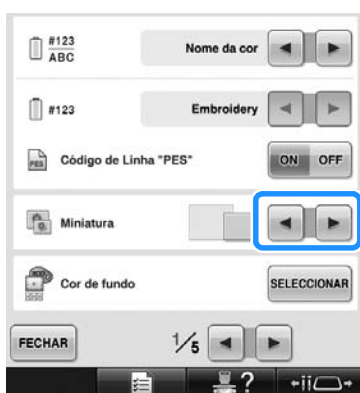 #123
ABC
Nome da cor
#123
Embroidery
PES
Código de Linha "PES"
ON OFF
Miniatura
Cor de fundo
SELECCIONAR
FECHAR
1/5
?